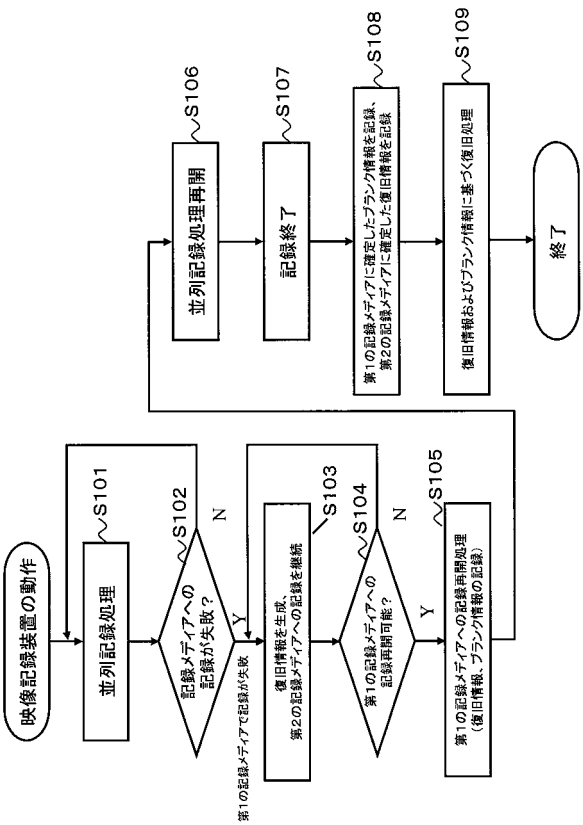 映像記録装置の動作
並列記録処理
S101
記録メディアへの
記録が失敗?
S102
N
Y
第1の記録メディアで記録が失敗
復旧情報を生成、
第2の記録メディアへの記録を継続
S103
第1の記録メディアへの
記録再開可能?
S104
N
Y
第1の記録メディアへの記録再開処理
(復旧情報、ブランク情報の記録)
S105
並列記録処理再開
S106
記録終了
S107
第1の記録メディアに確定したブランク情報を記録、
第2の記録メディアに確定した復旧情報を記録
S108
復旧情報およびブランク情報に基づく復旧処理
S109
終了